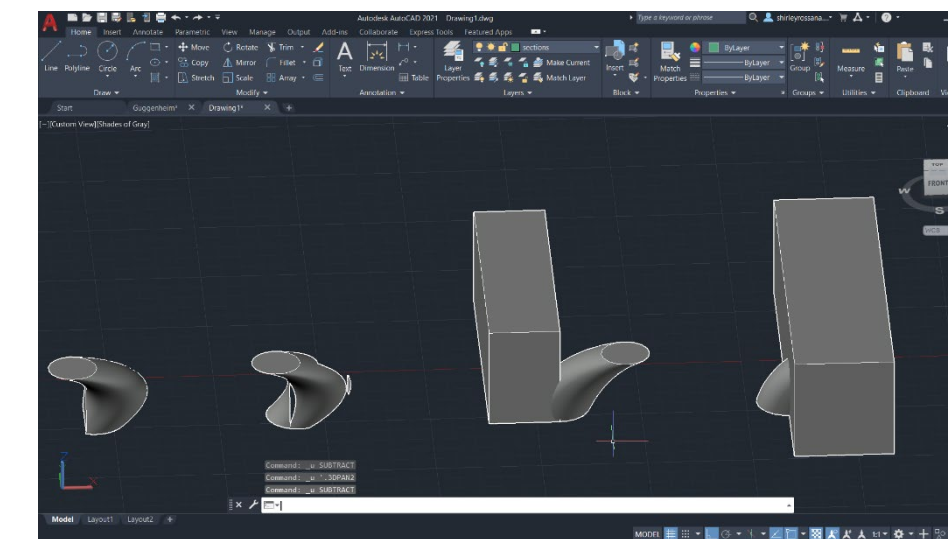 Autodesk AutoCAD 2021 Drawing1.dwg
Type a keyword or phrase
shirleyrossana...
Home Insert Annotate Parametric View Manage Output Add-ins Collaborate Express Tools Featured Apps
Line Polyline Circle Arc
Move Rotate Trim
Copy Mirror Fillet
Stretch Scale Array
Text Dimension Table
Layer Properties
sections
Make Current
Match Layer
Insert
Match Properties
ByLayer
ByLayer
ByLayer
Group
Measure
Paste
Draw Modify Annotation Layers Block Properties Groups Utilities Clipboard
Start Guggenheim* Drawing1*
[−][Custom View][Shades of Gray]
TOP
FRONT
W
S
WCS
Z
X
Command: _u SUBTRACT
Command: _u '.3DPAN2
Command: _u SUBTRACT
Model Layout1 Layout2 +
MODEL
1:1